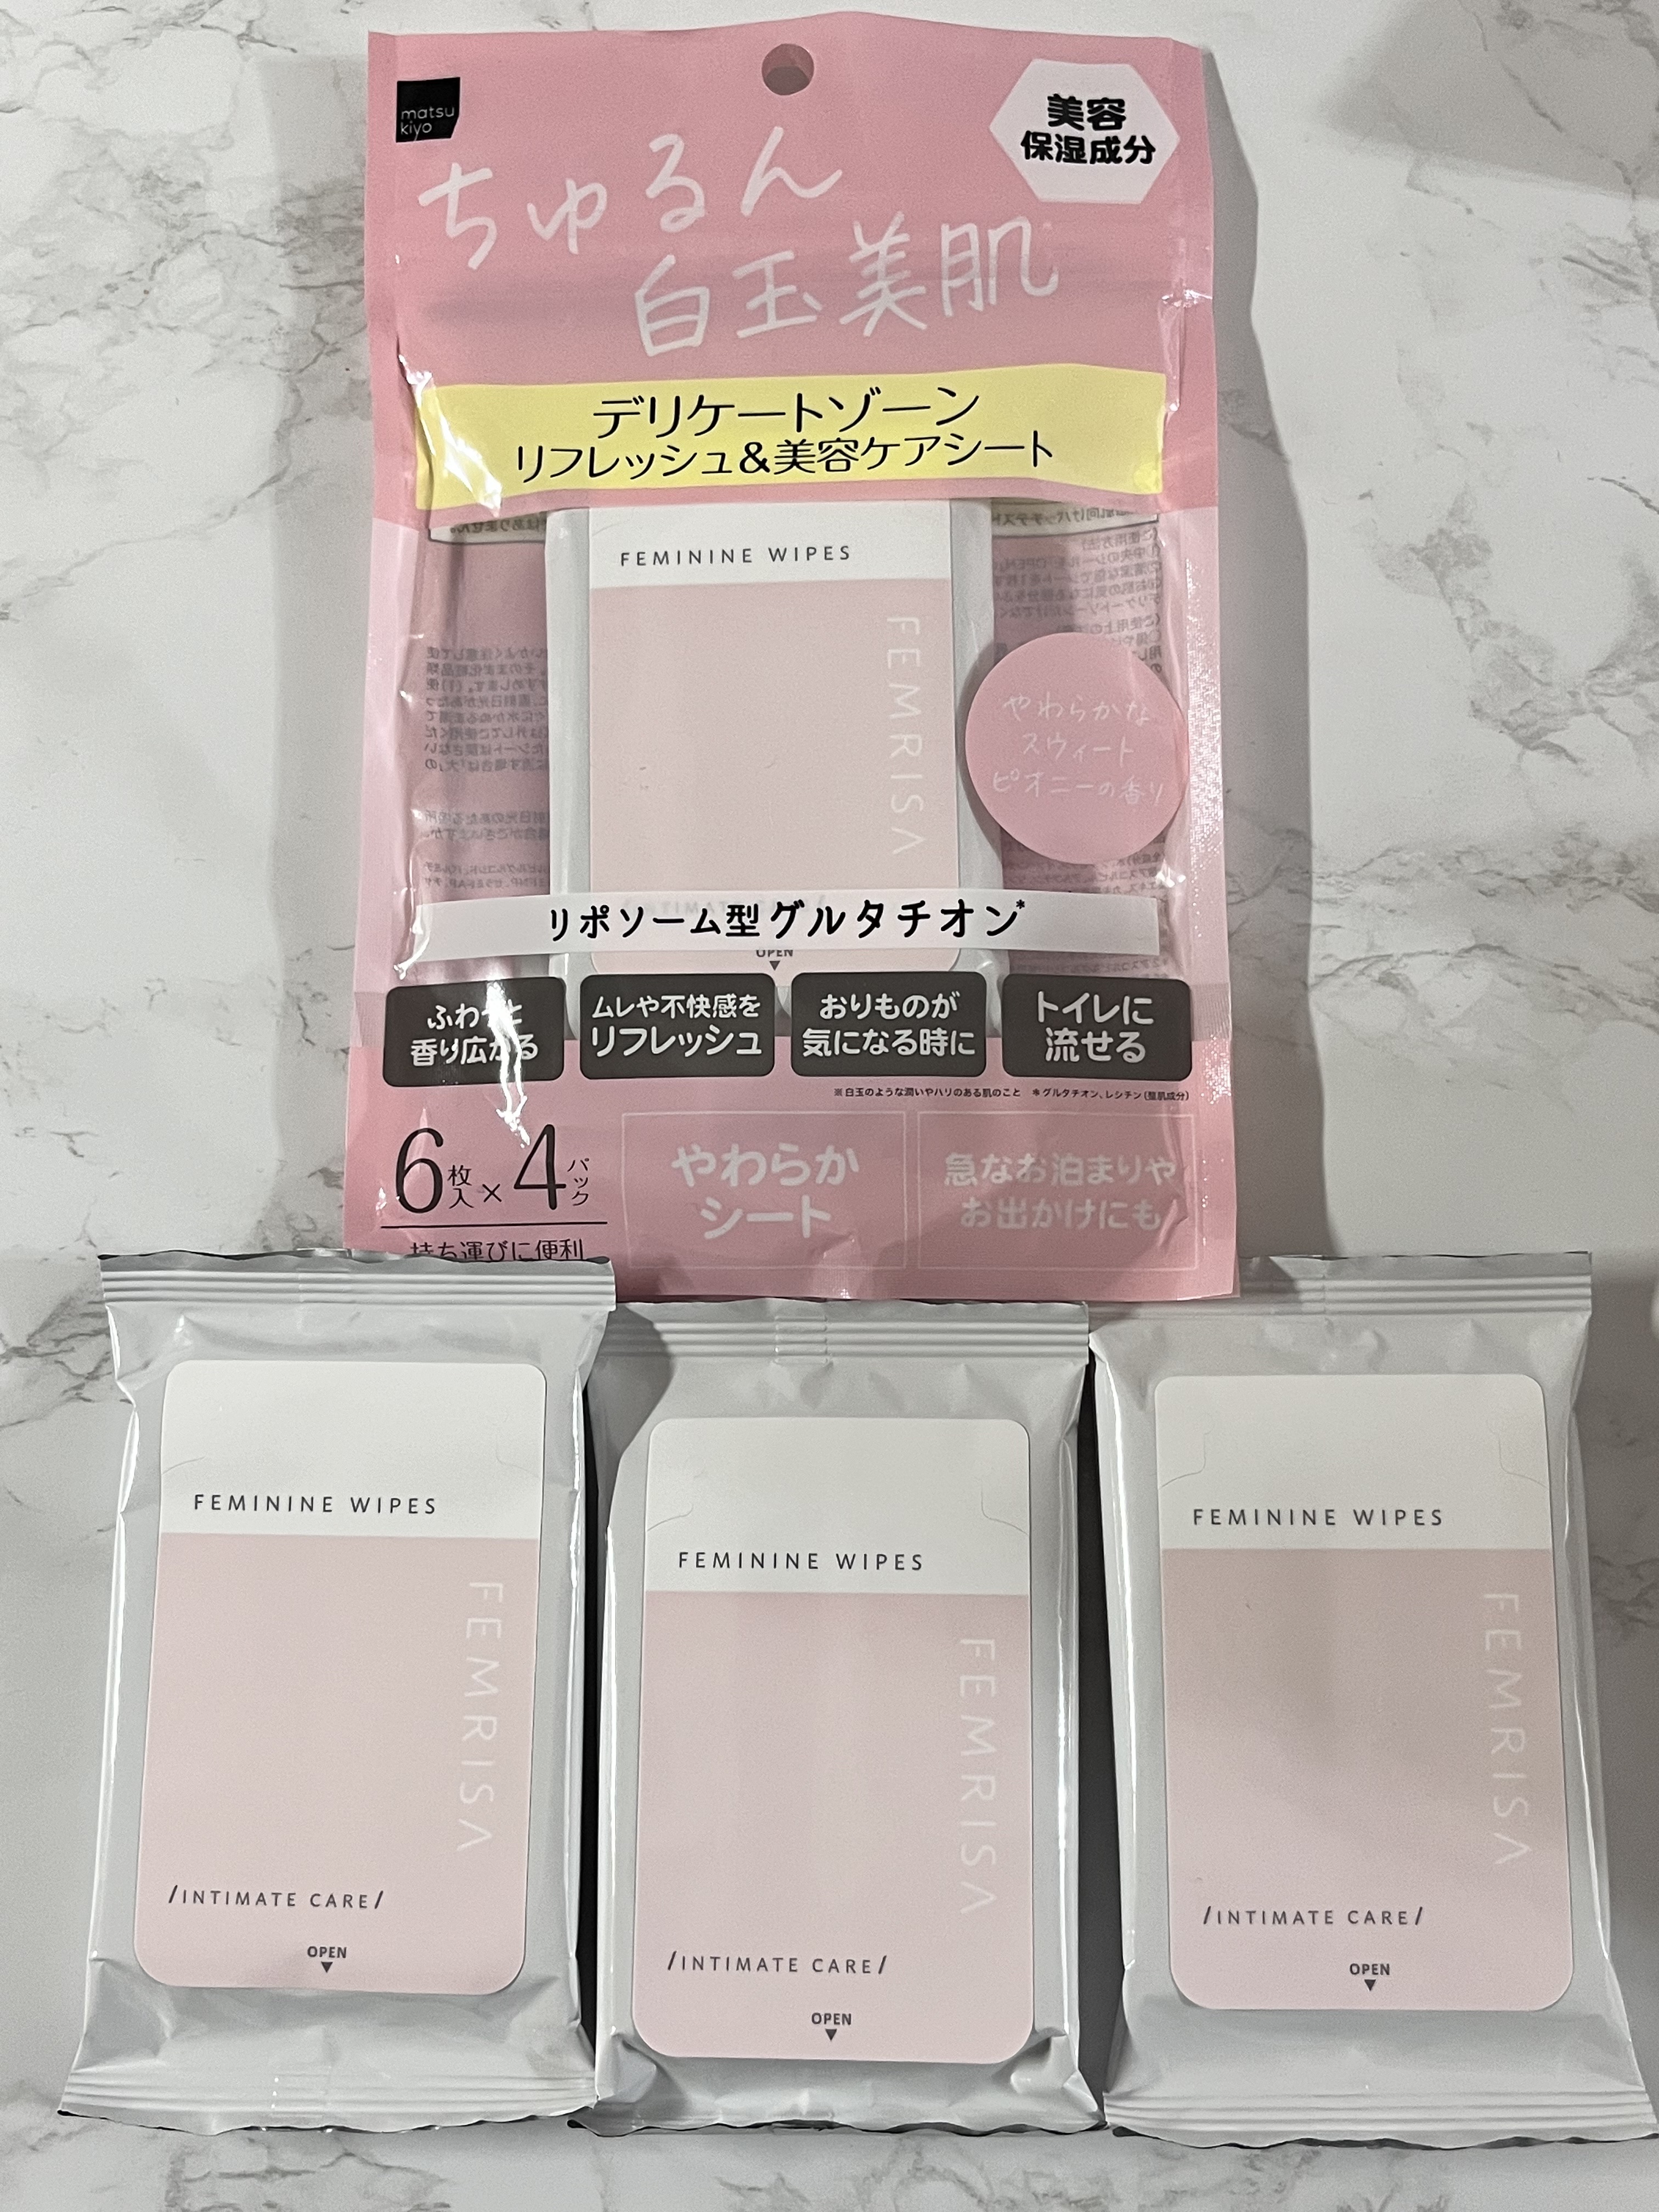 matsu
kiyo
美容
保湿成分
ちゅるん
白玉美肌
デリケートゾーン
リフレッシュ&美容ケアシート
FEMININE WIPES
FEMRISA
やわらかな
スウィート
ピオニーの香り
リポソーム型グルタチオン*
OPEN
ふわっと
香り広がる
ムレや不快感を
リフレッシュ
おりものが
気になる時に
トイレに
流せる
※白玉のような潤いやハリのある肌のこと *グルタチオン、レシチン(整肌成分)
6枚入×4パック
持ち運びに便利
やわらか
シート
急なお泊まりや
お出かけにも
FEMININE WIPES
FEMRISA
/INTIMATE CARE/
OPEN
FEMININE WIPES
FEMRISA
/INTIMATE CARE/
OPEN
FEMININE WIPES
FEMRISA
/INTIMATE CARE/
OPEN